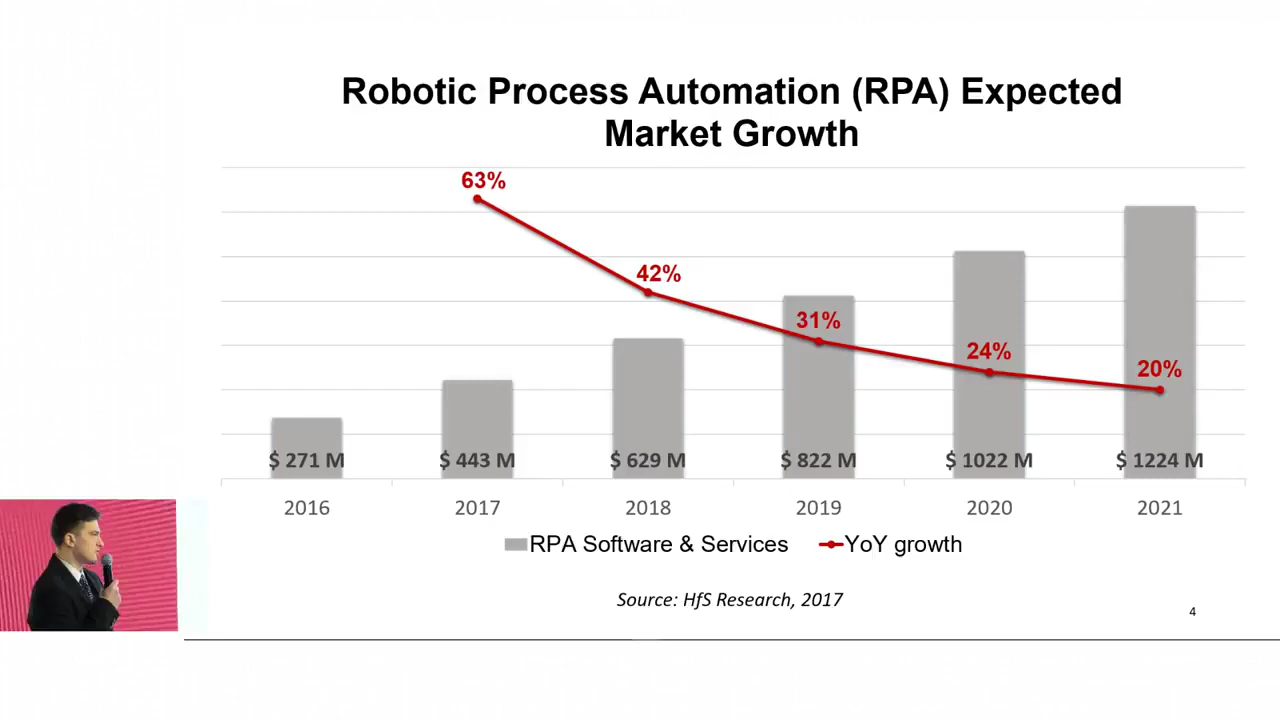 Robotic Process Automation (RPA) Expected
Market Growth
63%
42%
31%
24%
20%
$ 271 M $ 443 M $ 629 M $ 822 M $ 1022 M $ 1224 M
2016 2017 2018 2019 2020 2021
RPA Software & Services YoY growth
Source: HfS Research, 2017
4